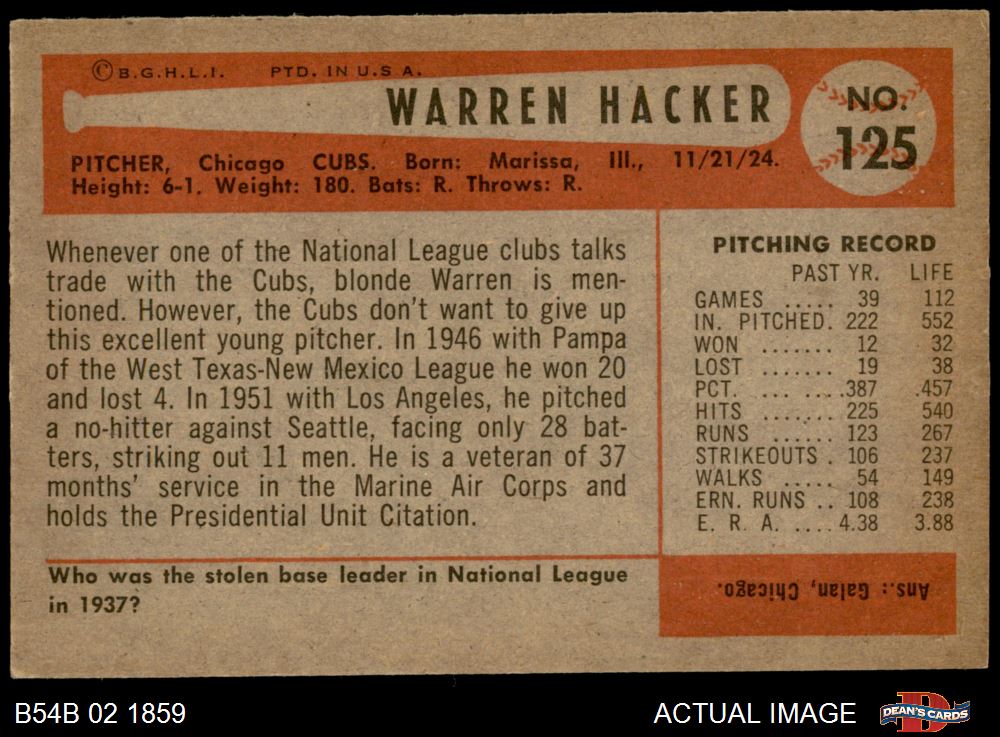 © B.G.H.L.I. PTD. IN U.S.A.
WARREN HACKER
NO.
125
PITCHER, Chicago CUBS. Born: Marissa, Ill., 11/21/24.
Height: 6-1. Weight: 180. Bats: R. Throws: R.
Whenever one of the National League clubs talks
trade with the Cubs, blonde Warren is men-
tioned. However, the Cubs don't want to give up
this excellent young pitcher. In 1946 with Pampa
of the West Texas-New Mexico League he won 20
and lost 4. In 1951 with Los Angeles, he pitched
a no-hitter against Seattle, facing only 28 bat-
ters, striking out 11 men. He is a veteran of 37
months' service in the Marine Air Corps and
holds the Presidential Unit Citation.
PITCHING RECORD
PAST YR. LIFE
GAMES ..... 39 112
IN. PITCHED. 222 552
WON ....... 12 32
LOST ....... 19 38
PCT. ... .... .387 .457
HITS ....... 225 540
RUNS ...... 123 267
STRIKEOUTS . 106 237
WALKS ..... 54 149
ERN. RUNS .. 108 238
E. R. A. .... 4.38 3.88
Who was the stolen base leader in National League
in 1937?
Ans.: Galan, Chicago.
B54B 02 1859
ACTUAL IMAGE
DEAN'S CARDS